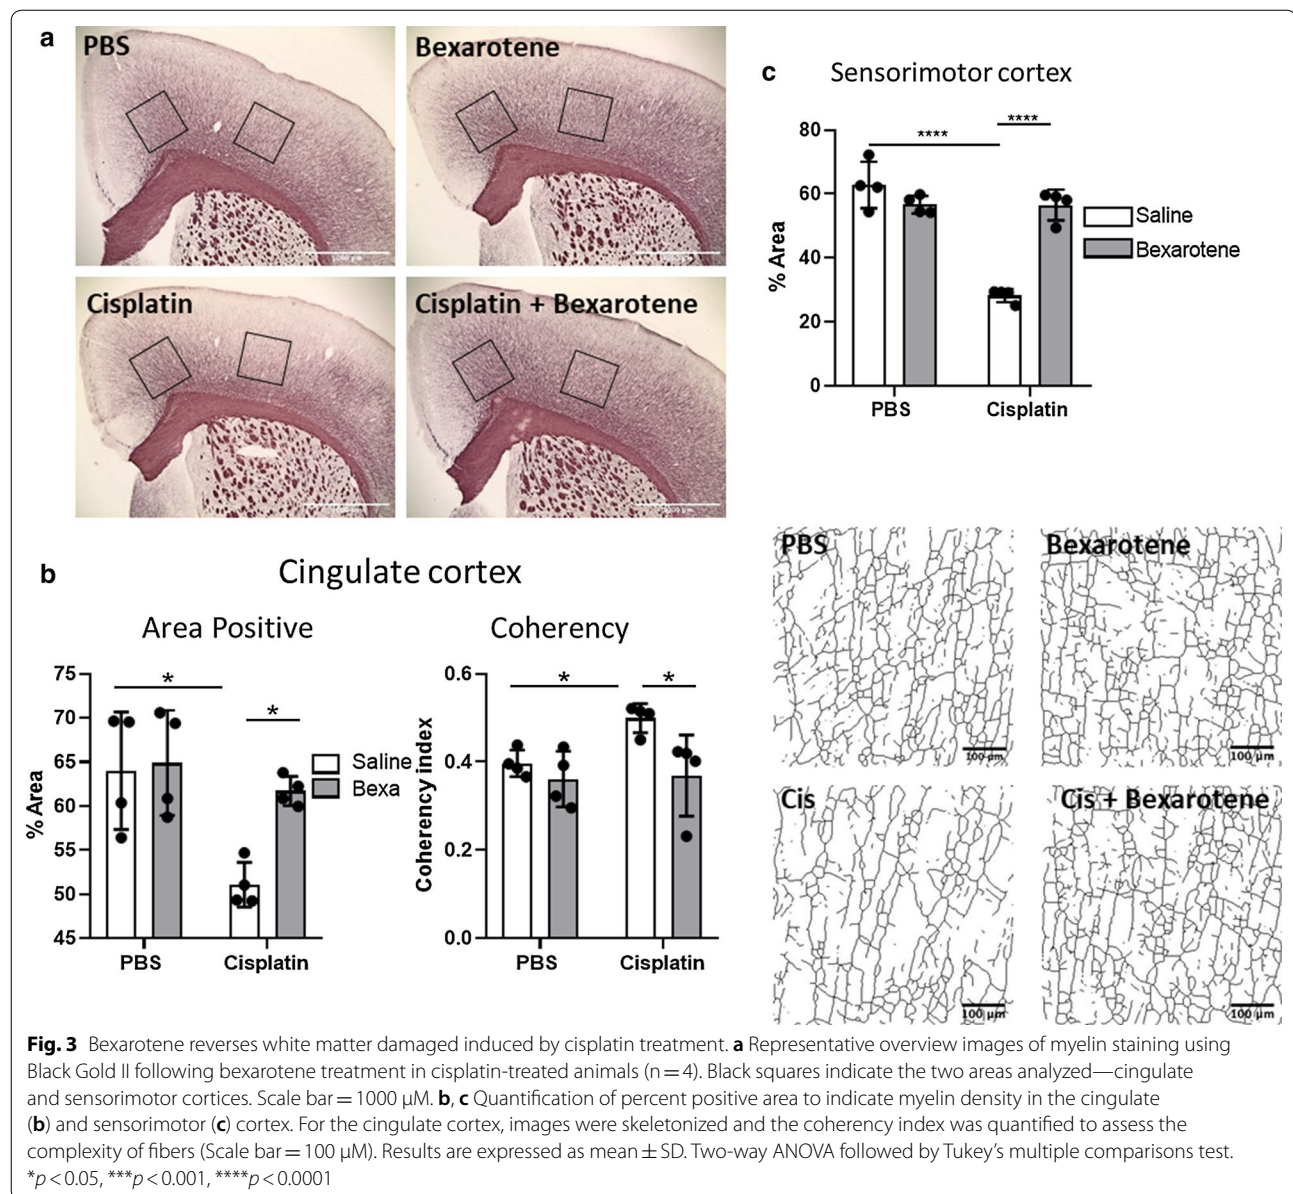 a
PBS
Bexarotene
Cisplatin
Cisplatin + Bexarotene
c
Sensorimotor cortex
% Area
80
60
40
20
0
****
****
PBS
Cisplatin
Saline
Bexarotene
b
Cingulate cortex
Area Positive
% Area
75
70
65
60
55
50
45
*
*
PBS
Cisplatin
Saline
Bexa
Coherency
Coherency index
0.6
0.4
0.2
0.0
*
*
PBS
Cisplatin
PBS
100 µm
Bexarotene
100 µm
Cis
100 µm
Cis + Bexarotene
100 µm
Fig. 3 Bexarotene reverses white matter damaged induced by cisplatin treatment. a Representative overview images of myelin staining using
Black Gold II following bexarotene treatment in cisplatin-treated animals (n = 4). Black squares indicate the two areas analyzed—cingulate
and sensorimotor cortices. Scale bar = 1000 µM. b, c Quantification of percent positive area to indicate myelin density in the cingulate
(b) and sensorimotor (c) cortex. For the cingulate cortex, images were skeletonized and the coherency index was quantified to assess the
complexity of fibers (Scale bar = 100 µM). Results are expressed as mean ± SD. Two-way ANOVA followed by Tukey's multiple comparisons test.
*p < 0.05, ***p < 0.001, ****p < 0.0001